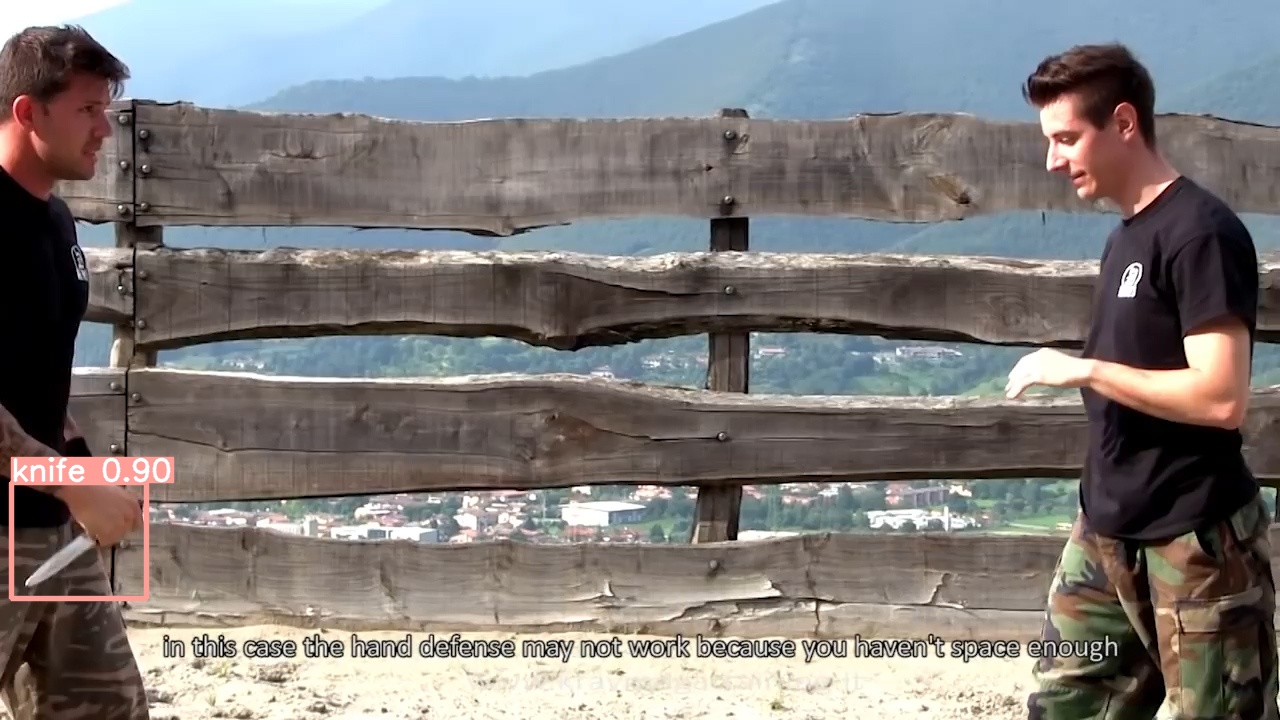 knife 0.90
in this case the hand defense may not work because you haven't space enough